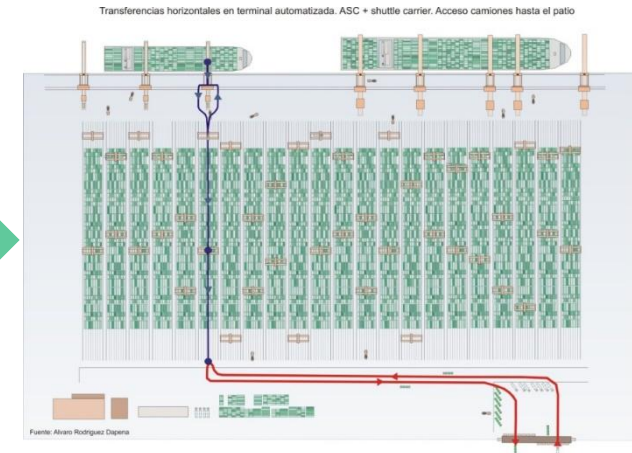 Transferencias horizontales en terminal automatizada. ASC + shuttle carrier. Acceso camiones hasta el patio
Fuente: Alvaro Rodriguez Dapena